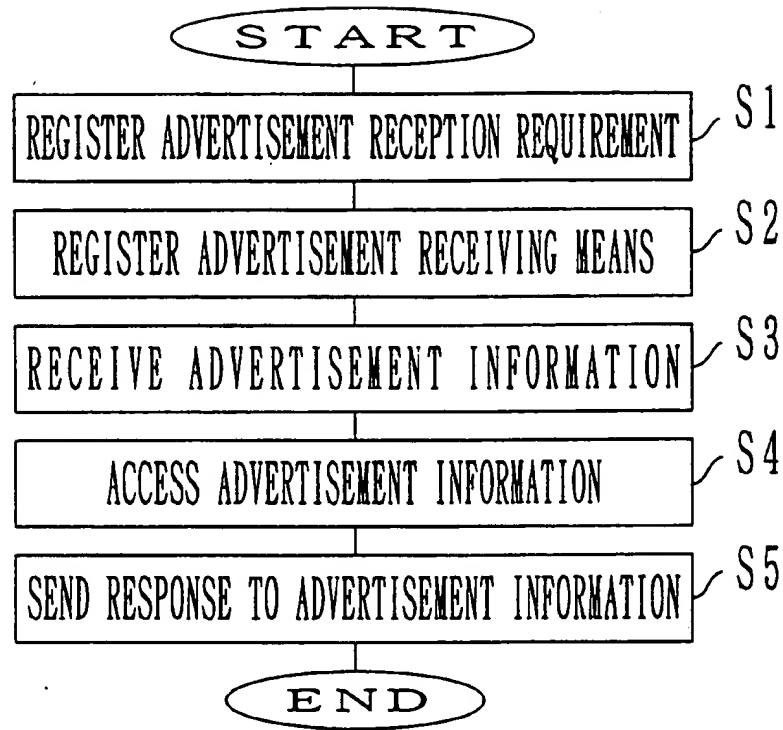 START
REGISTER ADVERTISEMENT RECEPTION REQUIREMENT S1
REGISTER ADVERTISEMENT RECEIVING MEANS S2
RECEIVE ADVERTISEMENT INFORMATION S3
ACCESS ADVERTISEMENT INFORMATION S4
SEND RESPONSE TO ADVERTISEMENT INFORMATION S5
END